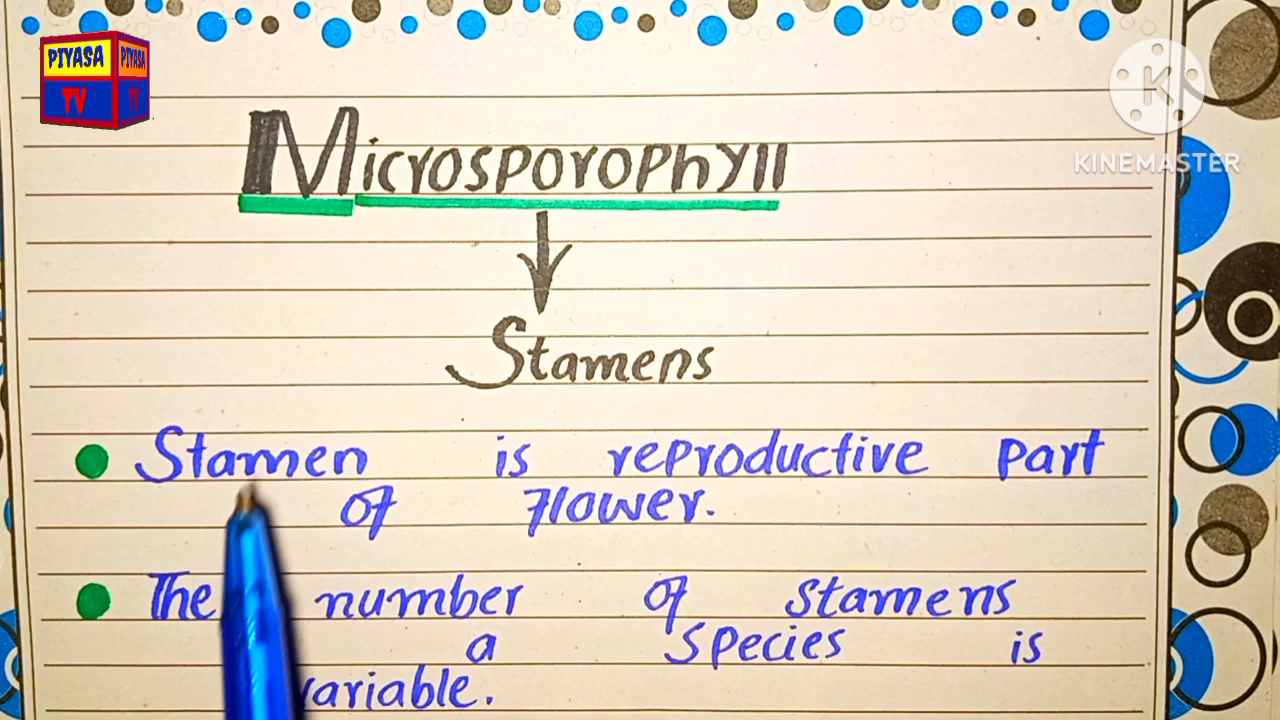 PIYASA PIYASA
TV TV
K
KINEMASTER
Microsporophyll
Stamens
Stamen is reproductive part
of flower.
The number of stamens
a species is
variable.